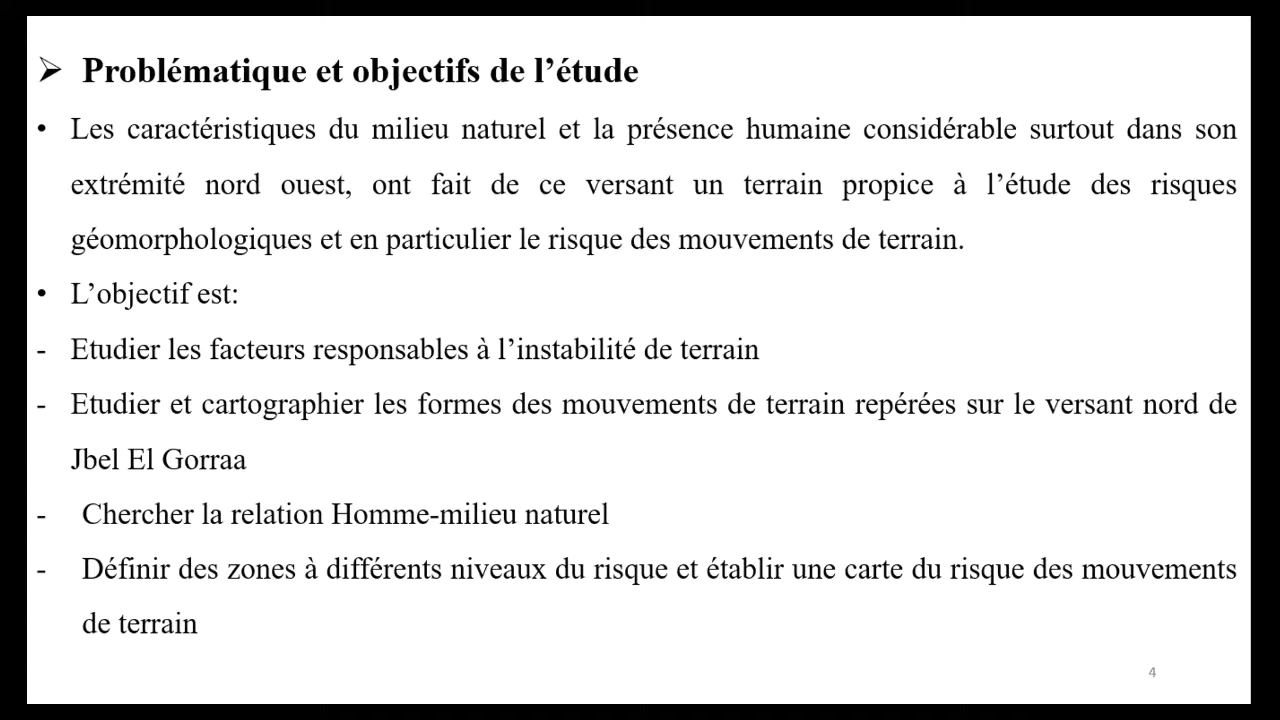 ➢ Problématique et objectifs de l’étude
• Les caractéristiques du milieu naturel et la présence humaine considérable surtout dans son
extrémité nord ouest, ont fait de ce versant un terrain propice à l’étude des risques
géomorphologiques et en particulier le risque des mouvements de terrain.
• L’objectif est:
- Etudier les facteurs responsables à l’instabilité de terrain
- Etudier et cartographier les formes des mouvements de terrain repérées sur le versant nord de
Jbel El Gorraa
- Chercher la relation Homme-milieu naturel
- Définir des zones à différents niveaux du risque et établir une carte du risque des mouvements
de terrain
4